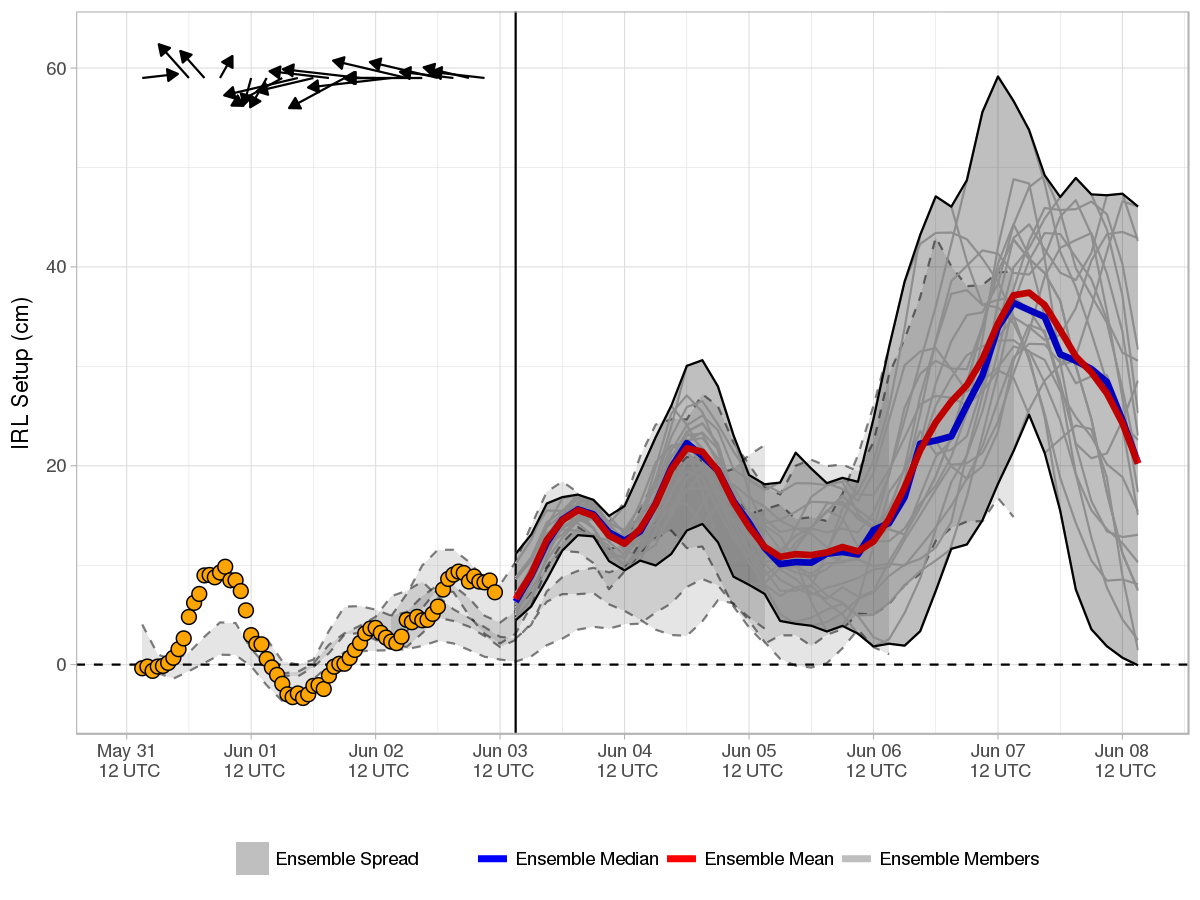 60
40
20
0
IRL Setup (cm)
May 31 Jun 01 Jun 02 Jun 03 Jun 04 Jun 05 Jun 06 Jun 07 Jun 08
12 UTC 12 UTC 12 UTC 12 UTC 12 UTC 12 UTC 12 UTC 12 UTC 12 UTC
Ensemble Spread Ensemble Median Ensemble Mean Ensemble Members